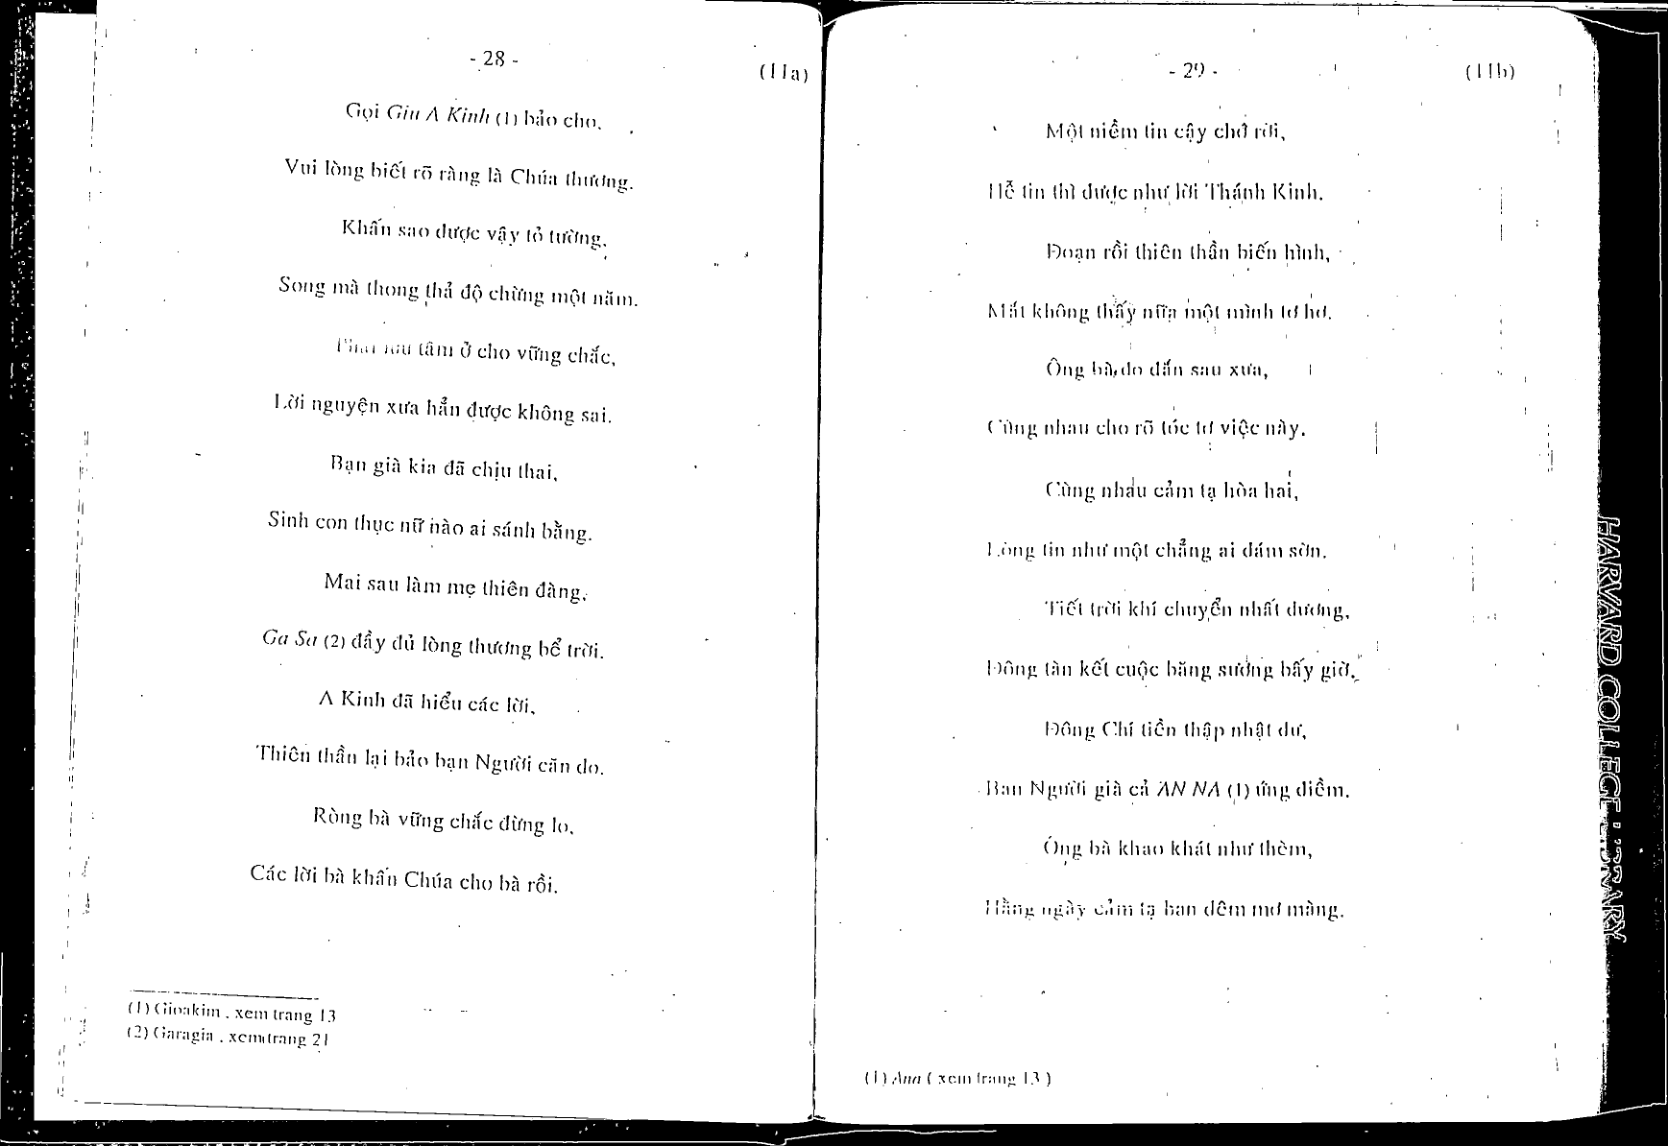 - 28 -
(11a)
Gọi Giu A Kinh (1) bảo cho,
Vui lòng biết rõ ràng là Chúa thương.
Khấn sao được vậy tỏ tường,
Song mà thong thả độ chừng một năm.
tâm ở cho vững chắc,
Lời nguyện xưa hẳn được không sai.
Bạn già kia đã chịu thai,
Sinh con thục nữ nào ai sánh bằng.
Mai sau làm mẹ thiên đàng,
Ga Sa (2) đầy đủ lòng thương bể trời.
A Kinh đã hiểu các lời,
Thiên thần lại bảo bạn Người căn do.
Ròng bà vững chắc đừng lo,
Các lời bà khấn Chúa cho bà rồi.
(1) Gioakim , xem trang 13
(2) Garagia , xem trang 21
- 29 -
(11b)
Một niềm tin cậy chớ rời,
Hễ tin thì được như lời Thánh Kinh.
Đoạn rồi thiên thần biến hình,
Mất không thấy nữa một mình tơ hơ.
Ông bà do dấn sau xưa,
Cùng nhau cho rõ tóc tơ việc này.
Cùng nhau cảm tạ hòa hai,
Lòng tin như một chẳng ai dám sờn.
Tiết trời khí chuyển nhất dương,
Đông tàn kết cuộc băng sương bấy giờ.
Đông Chí tiền thập nhật dư,
Ban Người già cả AN NA (1) ứng điềm.
Ông bà khao khát như thèm,
Hằng ngày cảm tạ ban đêm mơ màng.
(1) Ana ( xem trang 13 )
HARVARD COLLEGE LIBRARY